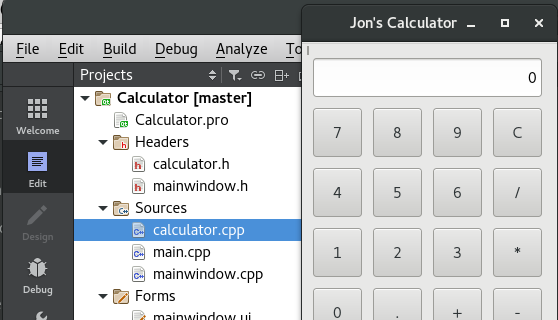 Jon's Calculator
File Edit Build Debug Analyze
Projects
0
Welcome
Edit
Design
Debug
Calculator [master]
Calculator.pro
Headers
calculator.h
mainwindow.h
Sources
calculator.cpp
main.cpp
mainwindow.cpp
Forms
mainwindow.ui
7 8 9 C
4 5 6 /
1 2 3 *
0 . + -